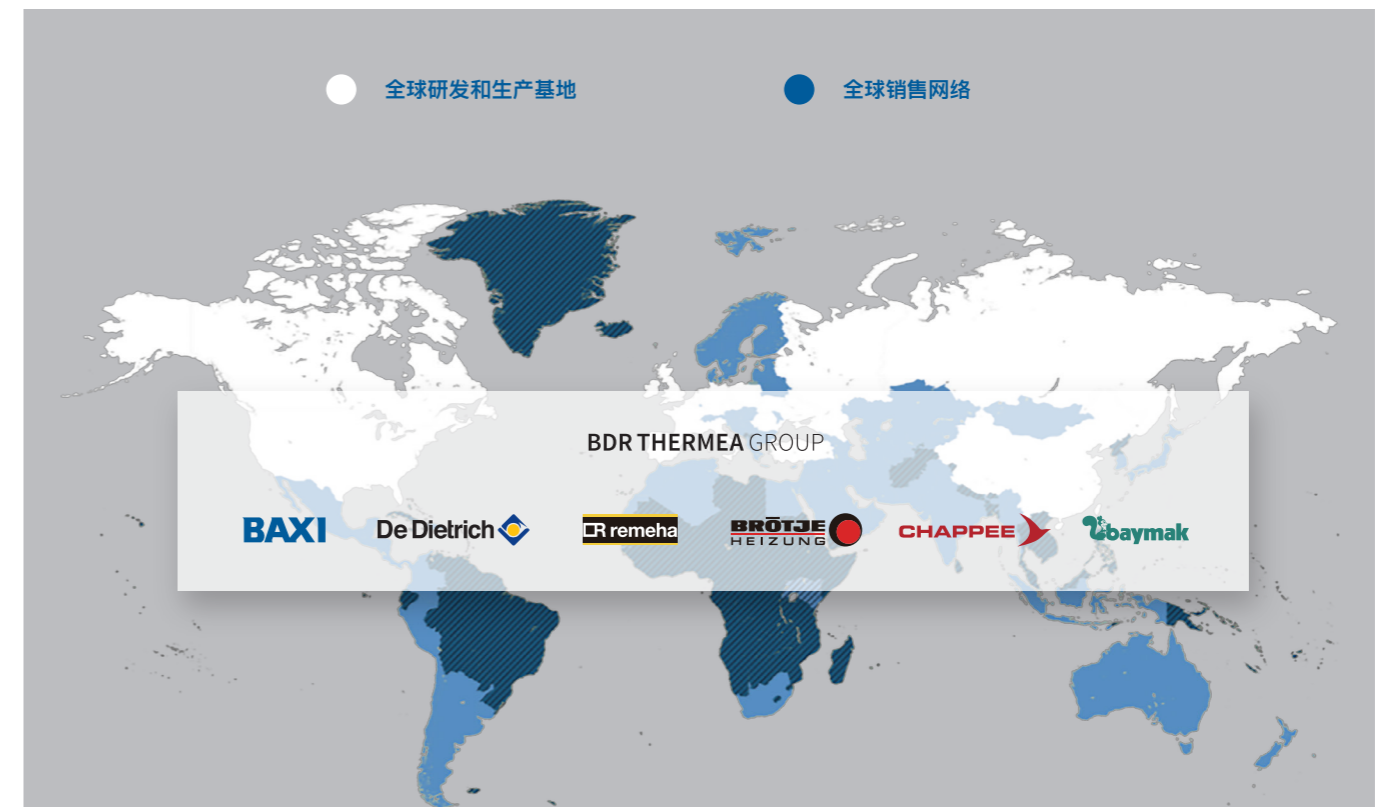 全球研发和生产基地
全球销售网络
BDR THERMEA GROUP
BAXI
De Dietrich
remeha
BRÖTJE
HEIZUNG
CHAPPEE
baymak